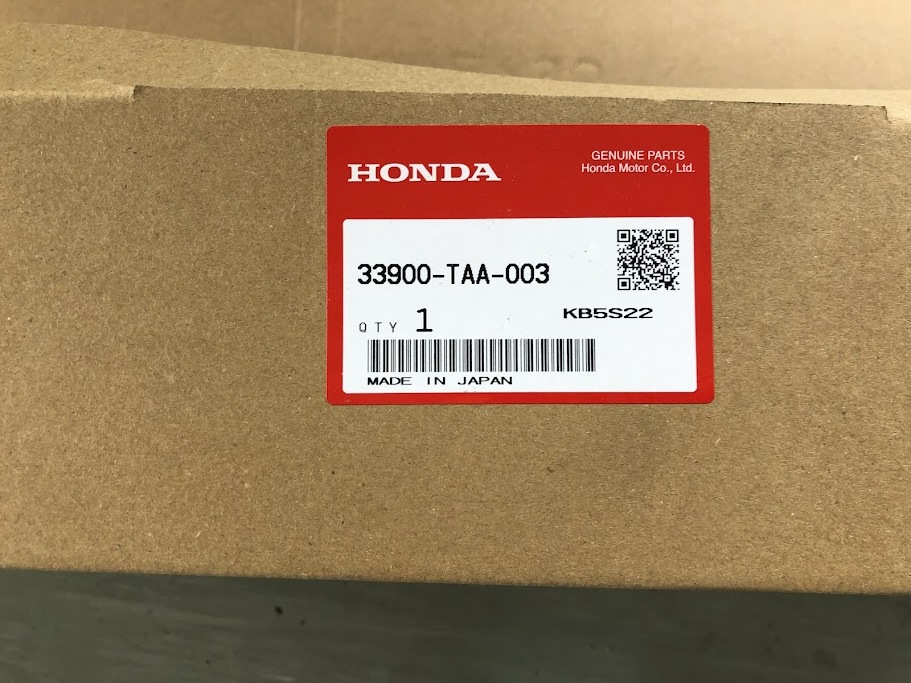 HONDA
GENUINE PARTS
Honda Motor Co., Ltd.
33900-TAA-003
KB5S22
QTY 1
MADE IN JAPAN